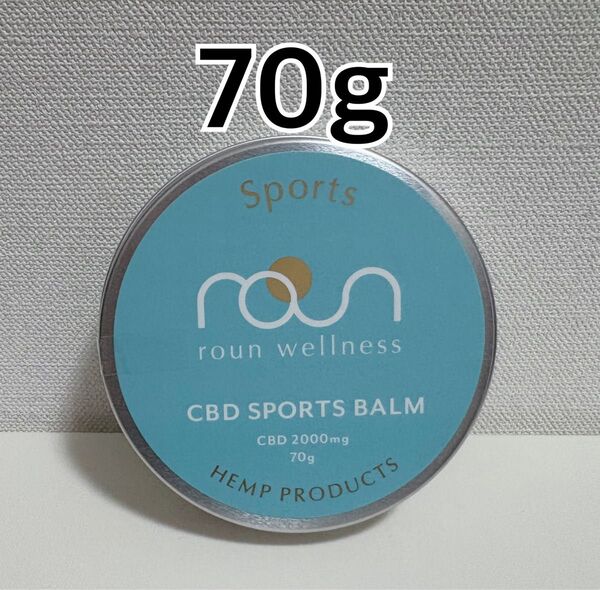 70g
Sports
roun
roun wellness
CBD SPORTS BALM
CBD 2000mg
70g
HEMP PRODUCTS